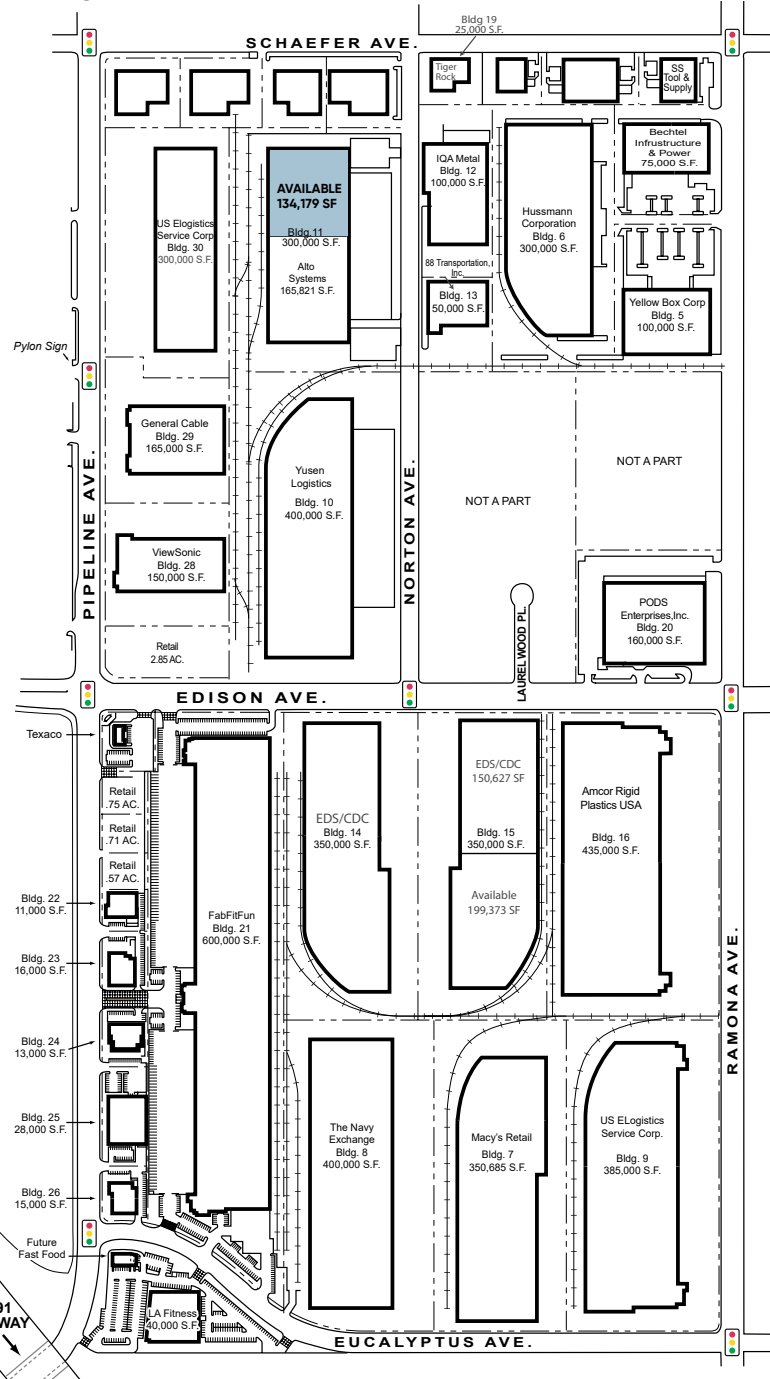 Bldg 19
25,000 S.F.
SCHAEFER AVE.
Tiger
Rock
SS
Tool &
Supply
AVAILABLE
134,179 SF
Bldg.11
300,000 S.F.
Alto
Systems
165,821 S.F.
US Elogistics
Service Corp
Bldg. 30
300,000 S.F.
IQA Metal
Bldg. 12
100,000 S.F.
88 Transportation,
Inc.
Bldg. 13
50,000 S.F.
Hussmann
Corporation
Bldg. 6
300,000 S.F.
Bechtel
Infrustructure
& Power
75,000 S.F.
Yellow Box Corp
Bldg. 5
100,000 S.F.
Pylon Sign
General Cable
Bldg. 29
165,000 S.F.
Yusen
Logistics
Bldg. 10
400,000 S.F.
NOT A PART
NOT A PART
PIPELINE AVE.
NORTON AVE.
ViewSonic
Bldg. 28
150,000 S.F.
Retail
2.85 AC.
LAUREL WOOD PL.
PODS
Enterprises,Inc.
Bldg. 20
160,000 S.F.
EDISON AVE.
Texaco
Retail
.75 AC.
Retail
.71 AC.
Retail
.57 AC.
Bldg. 22
11,000 S.F.
Bldg. 23
16,000 S.F.
Bldg. 24
13,000 S.F.
Bldg. 25
28,000 S.F.
Bldg. 26
15,000 S.F.
Future
Fast Food
FabFitFun
Bldg. 21
600,000 S.F.
EDS/CDC
Bldg. 14
350,000 S.F.
EDS/CDC
150,627 SF
Bldg. 15
350,000 S.F.
Available
199,373 SF
Amcor Rigid
Plastics USA
Bldg. 16
435,000 S.F.
RAMONA AVE.
The Navy
Exchange
Bldg. 8
400,000 S.F.
Macy's Retail
Bldg. 7
350,685 S.F.
US ELogistics
Service Corp.
Bldg. 9
385,000 S.F.
LA Fitness
40,000 S.F.
91
WAY
EUCALYPTUS AVE.